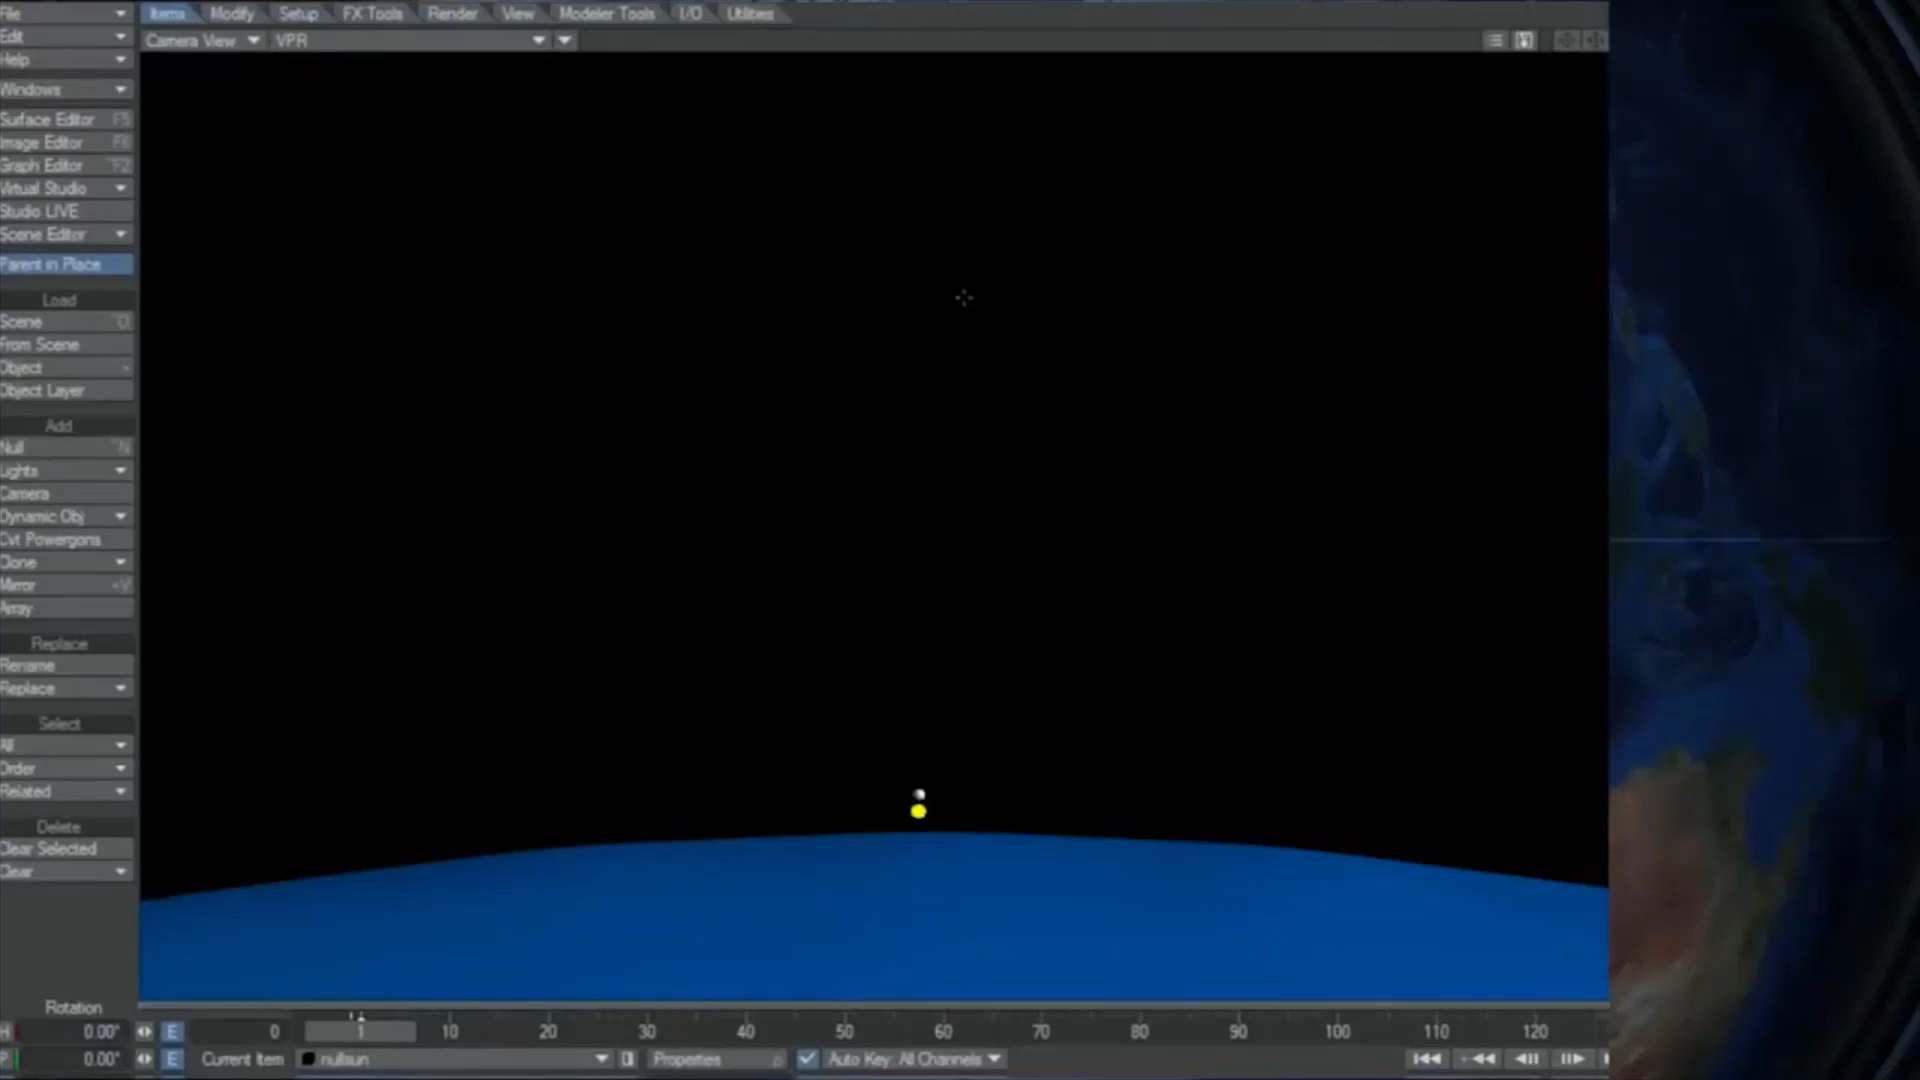 File
Items Modify Setup FX Tools Render View Modeler Tools I/O Utilities
Edit
Camera View VPR
Help
Windows
Surface Editor F5
Image Editor F6
Graph Editor ^F2
Virtual Studio
Studio LIVE
Scene Editor
Parent in Place
Load
Scene ^O
From Scene
Object +
Object Layer
Add
Null ^N
Lights
Camera
Dynamic Obj
Cvt Powergons
Clone
Mirror +V
Array
Replace
Rename
Replace
Select
All
Order
Related
Delete
Clear Selected
Clear
Rotation
H 0.00° E 0 1 10 20 30 40 50 60 70 80 90 100 110 120
P 0.00° E Current Item nullsun Properties p Auto Key: All Channels